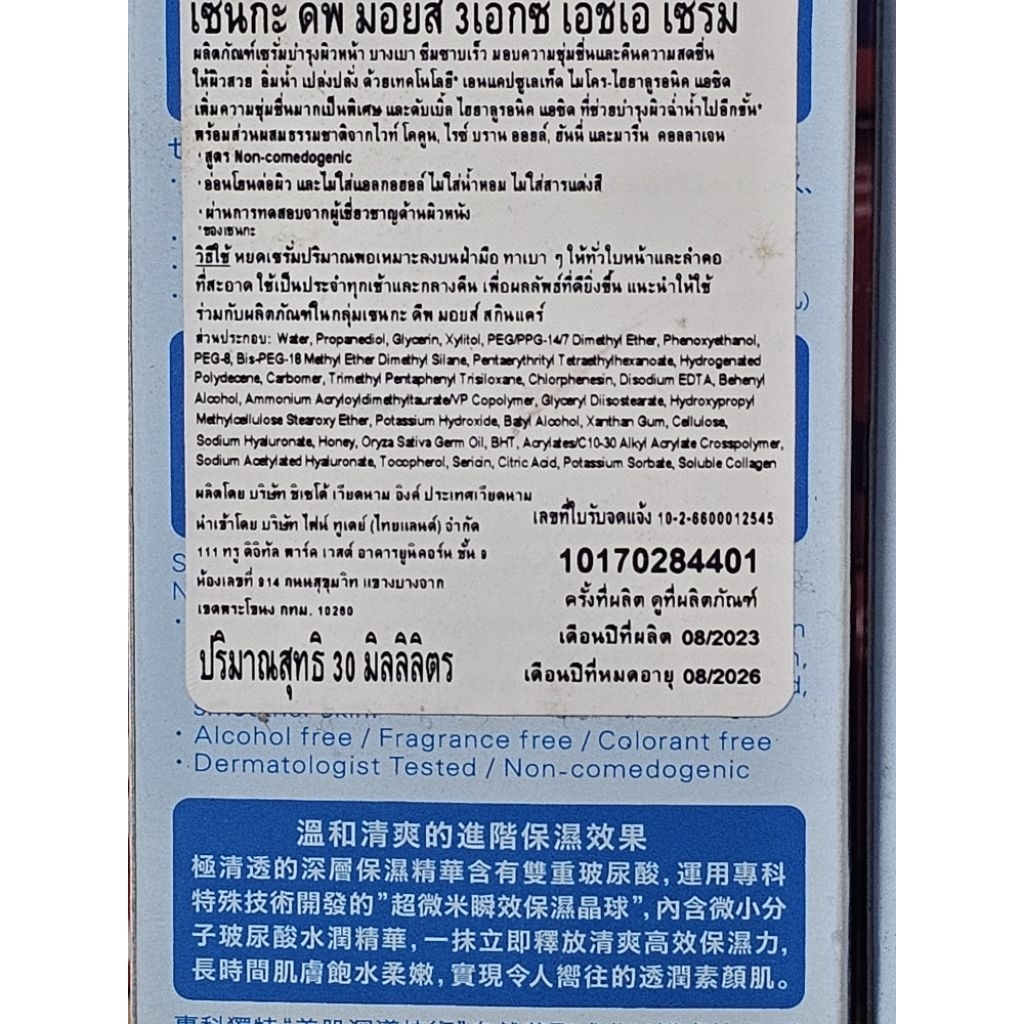 เซนกะ ดีพ มอยส์ 3เอ็กซ์ เอชเอ เซรั่ม
ผลิตภัณฑ์เซรั่มบำรุงผิวหน้า บางเบา ซึมซาบเร็ว มอบความชุ่มชื่นและคืนความสดชื่น
ให้ผิวสวย อิ่มน้ำ เปล่งปลั่ง ด้วยเทคโนโลยี* เอนแคปซูเลเท็ด ไมโคร-ไฮยาลูรอนิค แอซิด
เพิ่มความชุ่มชื่นมากเป็นพิเศษ และดับเบิ้ล ไฮยาลูรอนิค แอซิด ที่ช่วยบำรุงผิวฉ่ำน้ำไปอีกขั้น*
พร้อมส่วนผสมธรรมชาติจากไวท์ โคคูน, ไรซ์ บราน ออยล์, ฮันนี่ และมารีน คอลลาเจน
· สูตร Non-comedogenic
· อ่อนโยนต่อผิว และไม่ใส่แอลกอฮอล์ ไม่ใส่น้ำหอม ไม่ใส่สารแต่งสี
· ผ่านการทดสอบจากผู้เชี่ยวชาญด้านผิวหนัง
*ของเซนกะ
วิธีใช้ หยดเซรั่มปริมาณพอเหมาะลงบนฝ่ามือ ทาเบา ๆ ให้ทั่วใบหน้าและลำคอ
ที่สะอาด ใช้เป็นประจำทุกเช้าและกลางคืน เพื่อผลลัพธ์ที่ดียิ่งขึ้น แนะนำให้ใช้
ร่วมกับผลิตภัณฑ์ในกลุ่มเซนกะ ดีพ มอยส์ สกินแคร์
ส่วนประกอบ: Water, Propanediol, Glycerin, Xylitol, PEG/PPG-14/7 Dimethyl Ether, Phenoxyethanol,
PEG-8, Bis-PEG-18 Methyl Ether Dimethyl Silane, Pentaerythrityl Tetraethylhexanoate, Hydrogenated
Polydecene, Carbomer, Trimethyl Pentaphenyl Trisiloxane, Chlorphenesin, Disodium EDTA, Behenyl
Alcohol, Ammonium Acryloyldimethyltaurate/VP Copolymer, Glyceryl Diisostearate, Hydroxypropyl
Methylcellulose Stearoxy Ether, Potassium Hydroxide, Batyl Alcohol, Xanthan Gum, Cellulose,
Sodium Hyaluronate, Honey, Oryza Sativa Germ Oil, BHT, Acrylates/C10-30 Alkyl Acrylate Crosspolymer,
Sodium Acetylated Hyaluronate, Tocopherol, Sericin, Citric Acid, Potassium Sorbate, Soluble Collagen
ผลิตโดย บริษัท ชิเชโด้ เวียดนาม อิงค์ ประเทศเวียดนาม
นำเข้าโดย บริษัท ไฟน์ ทูเดย์ (ไทยแลนด์) จำกัด
111 ทรู ดิจิทัล พาร์ค เวสต์ อาคารยูนิคอร์น ชั้น 9
ห้องเลขที่ 914 ถนนสุขุมวิท แขวงบางจาก
เขตพระโขนง กทม. 10260
ปริมาณสุทธิ 30 มิลลิลิตร
เลขที่ใบรับจดแจ้ง 10-2-6600012545
10170284401
ครั้งที่ผลิต ดูที่ผลิตภัณฑ์
เดือนปีที่ผลิต 08/2023
เดือนปีที่หมดอายุ 08/2026
· Alcohol free / Fragrance free / Colorant free
· Dermatologist Tested / Non-comedogenic
溫和清爽的進階保濕效果
極清透的深層保濕精華含有雙重玻尿酸，運用專科
特殊技術開發的”超微米瞬效保濕晶球”，內含微小分
子玻尿酸水潤精華，一抹立即釋放清爽高效保濕力，
長時間肌膚飽水柔嫩，實現令人嚮往的透潤素顏肌。